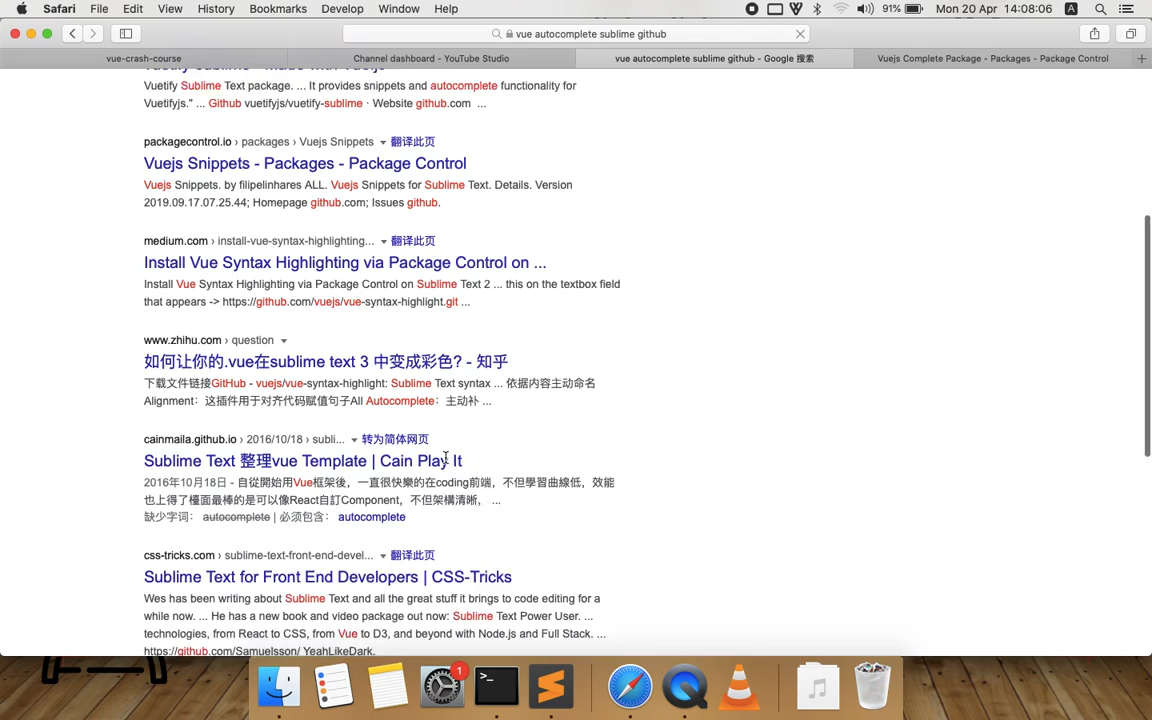 Safari File Edit View History Bookmarks Develop Window Help 91% Mon 20 Apr 14:08:06 A
vue autocomplete sublime github
vue-crash-course Channel dashboard - YouTube Studio vue autocomplete sublime github - Google 搜索 Vuejs Complete Package - Packages - Package Control
Vuetify Sublime Text package. ... It provides snippets and autocomplete functionality for
Vuetifyjs." ... Github vuetifyjs/vuetify-sublime · Website github.com ...
packagecontrol.io › packages › Vuejs Snippets 翻译此页
Vuejs Snippets - Packages - Package Control
Vuejs Snippets. by filipelinhares ALL. Vuejs Snippets for Sublime Text. Details. Version
2019.09.17.07.25.44; Homepage github.com; Issues github.
medium.com › install-vue-syntax-highlighting... 翻译此页
Install Vue Syntax Highlighting via Package Control on ...
Install Vue Syntax Highlighting via Package Control on Sublime Text 2 ... this on the textbox field
that appears -> https://github.com/vuejs/vue-syntax-highlight.git ...
www.zhihu.com › question
如何让你的.vue在sublime text 3 中变成彩色? - 知乎
下载文件链接GitHub - vuejs/vue-syntax-highlight: Sublime Text syntax ... 依据内容主动命名
Alignment：这插件用于对齐代码赋值句子All Autocomplete：主动补 ...
cainmaila.github.io › 2016/10/18 › subli... 转为简体网页
Sublime Text 整理vue Template | Cain Play It
2016年10月18日 - 自從開始用Vue框架後，一直很快樂的在coding前端，不但學習曲線低，效能
也上得了檯面最棒的是可以像React自訂Component，不但架構清晰， ...
缺少字词： autocomplete | 必须包含： autocomplete
css-tricks.com › sublime-text-front-end-devel... 翻译此页
Sublime Text for Front End Developers | CSS-Tricks
Wes has been writing about Sublime Text and all the great stuff it brings to code editing for a
while now. ... He has a new book and video package out now: Sublime Text Power User. ...
technologies, from React to CSS, from Vue to D3, and beyond with Node.js and Full Stack. ...
https://github.com/Samuelsson/ YeahLikeDark.
1